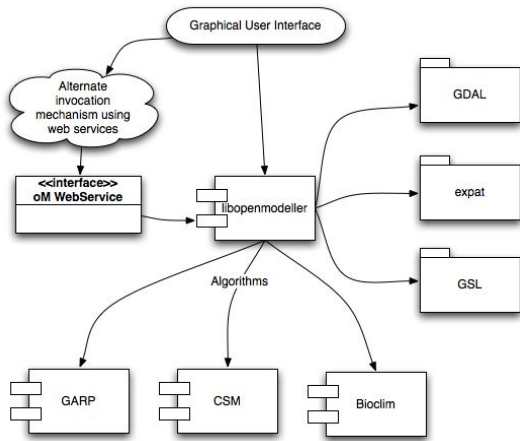 Graphical User Interface
Alternate
invocation
mechanism using
web services
<<interface>>
oM WebService
libopenmodeller
GDAL
expat
GSL
Algorithms
GARP
CSM
Bioclim